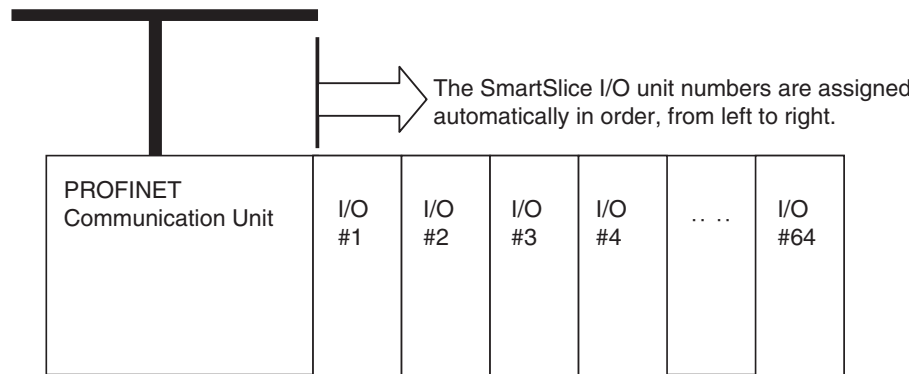 The SmartSlice I/O unit numbers are assigned
automatically in order, from left to right.
PROFINET
Communication Unit
I/O
#1
I/O
#2
I/O
#3
I/O
#4
.. ..
I/O
#64